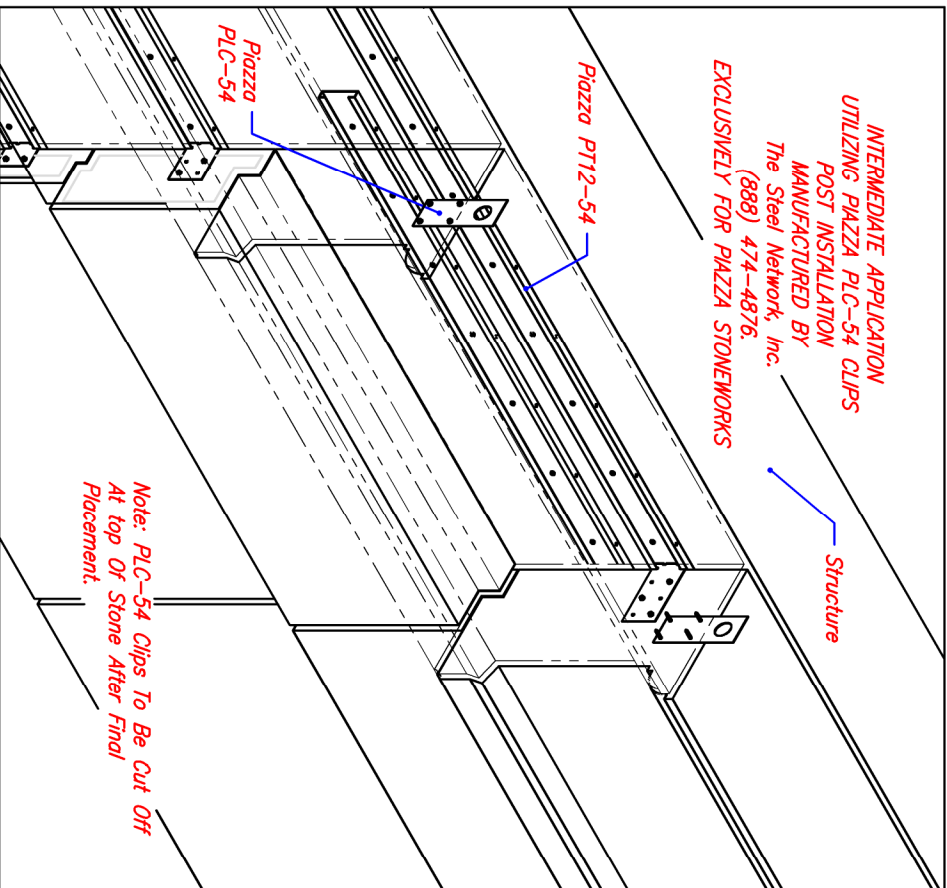 INTERMEDIATE APPLICATION
UTILIZING PIAZZA PLC-54 CLIPS
POST INSTALLATION
MANUFACTURED BY
The Steel Network, Inc.
(888) 474-4876.
EXCLUSIVELY FOR PIAZZA STONEWORKS
Structure
Piazza PT12-54
Piazza
PLC-54
Note: PLC-54 Clips To Be Cut Off
At top Of Stone After Final
Placement.